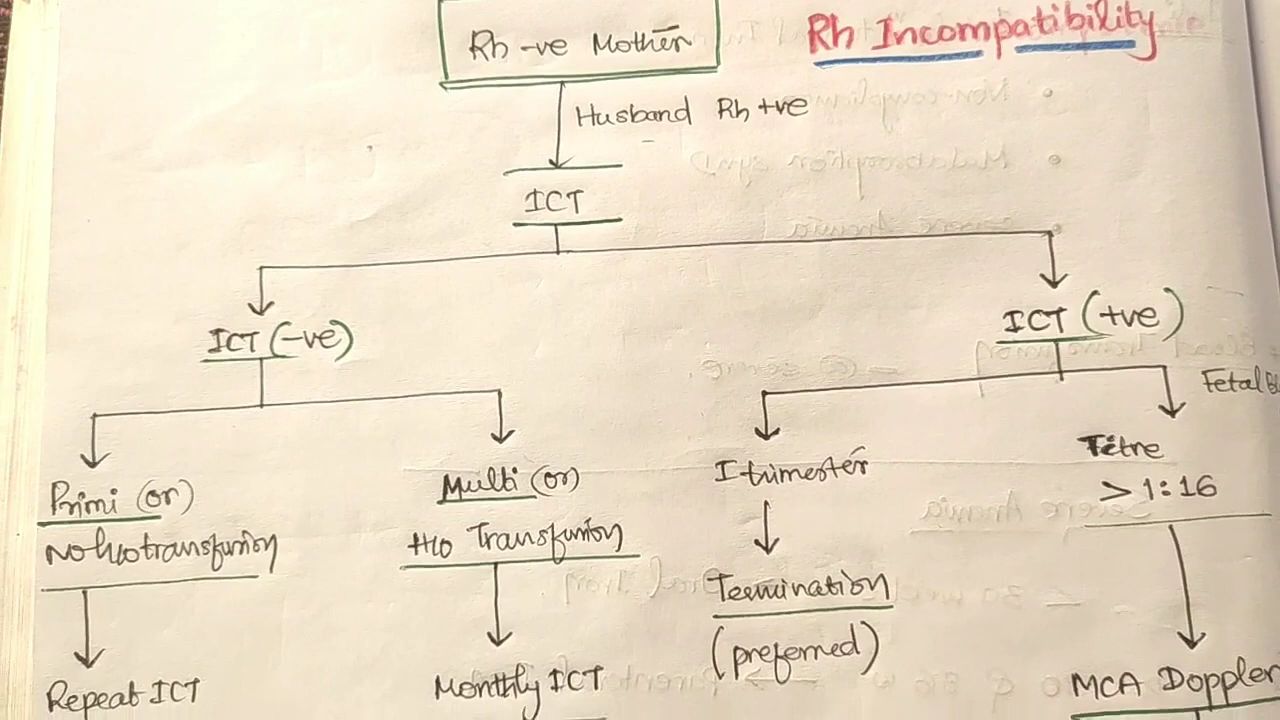 Rh Incompatibility
Rh -ve Mother
Husband Rh +ve
ICT
ICT (-ve)
ICT (+ve)
Fetal
Primi (or)
No h/o transfusion
Multi (or)
H/o Transfusion
I trimester
Titre
> 1:16
Termination
(preferred)
Repeat ICT
Monthly ICT
MCA Doppler